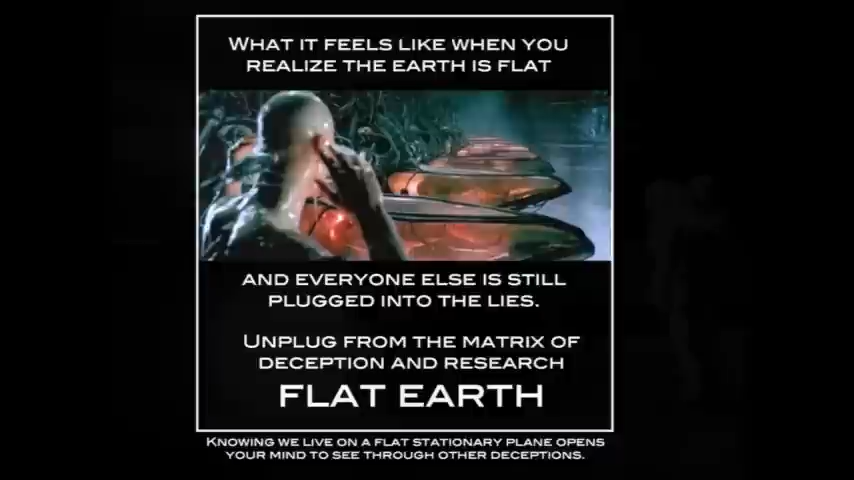 What it feels like when you
realize the Earth is flat
and everyone else is still
plugged into the lies.
Unplug from the matrix of
deception and research
FLAT EARTH
Knowing we live on a flat stationary plane opens
your mind to see through other deceptions.